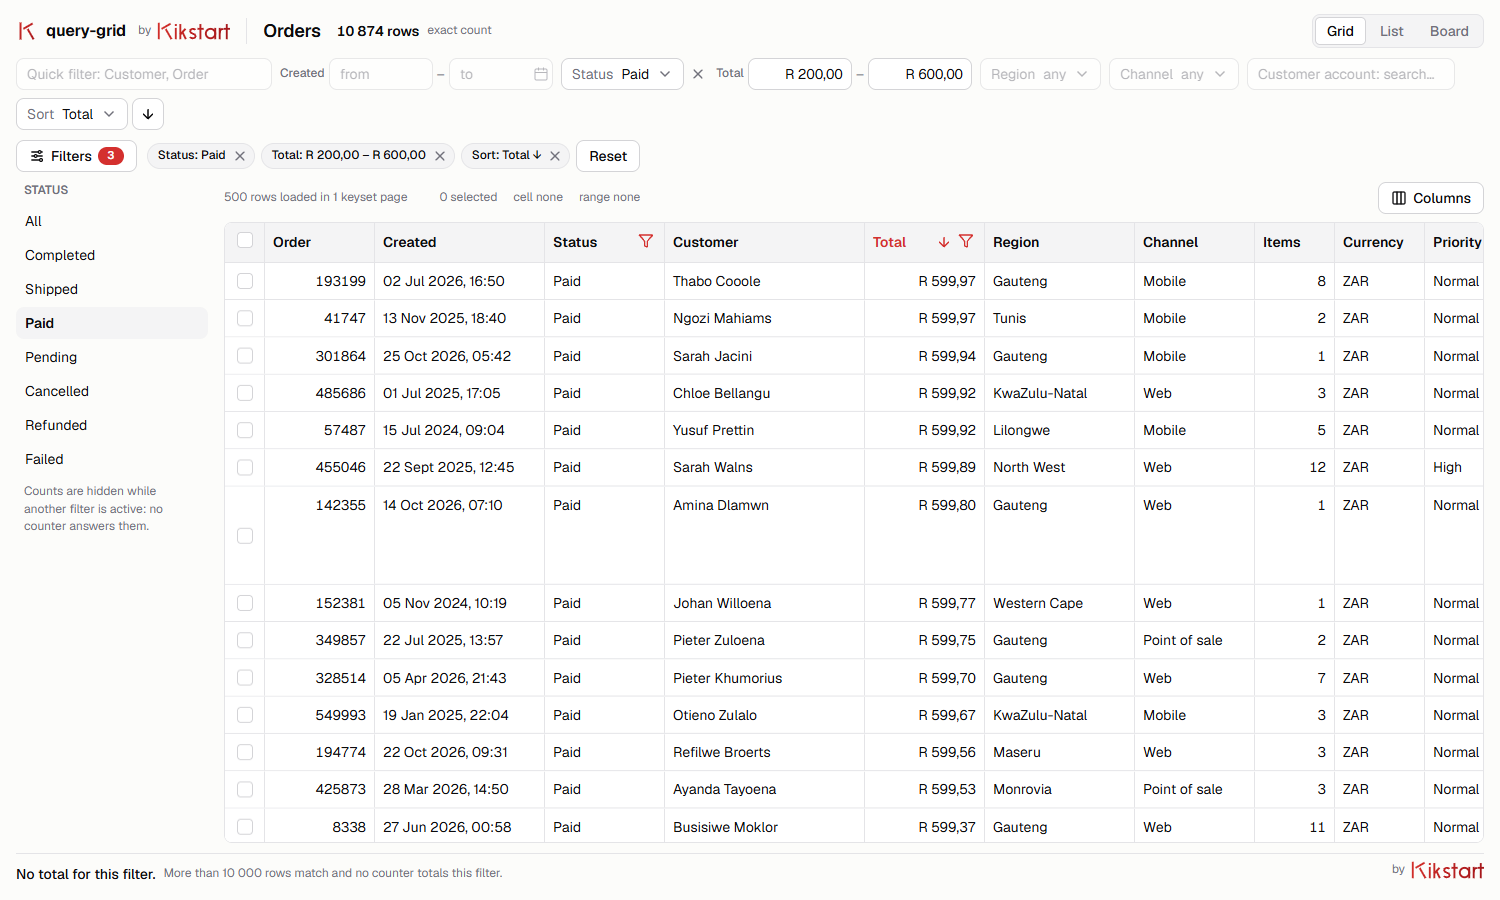 query-grid by Kikstart Orders 10 874 rows exact count Grid List Board
Quick filter: Customer, Order Created from – to Status Paid Total R 200,00 – R 600,00 Region any Channel any Customer account: search...
Sort Total
Filters 3 Status: Paid Total: R 200,00 – R 600,00 Sort: Total ↓ Reset
STATUS
All
Completed
Shipped
Paid
Pending
Cancelled
Refunded
Failed
Counts are hidden while
another filter is active: no
counter answers them.
500 rows loaded in 1 keyset page 0 selected cell none range none Columns
Order Created Status Customer Total ↓ Region Channel Items Currency Priority
193199 02 Jul 2026, 16:50 Paid Thabo Cooole R 599,97 Gauteng Mobile 8 ZAR Normal
41747 13 Nov 2025, 18:40 Paid Ngozi Mahiams R 599,97 Tunis Mobile 2 ZAR Normal
301864 25 Oct 2026, 05:42 Paid Sarah Jacini R 599,94 Gauteng Mobile 1 ZAR Normal
485686 01 Jul 2025, 17:05 Paid Chloe Bellangu R 599,92 KwaZulu-Natal Web 3 ZAR Normal
57487 15 Jul 2024, 09:04 Paid Yusuf Prettin R 599,92 Lilongwe Mobile 5 ZAR Normal
455046 22 Sept 2025, 12:45 Paid Sarah Walns R 599,89 North West Web 12 ZAR High
142355 14 Oct 2026, 07:10 Paid Amina Dlamwn R 599,80 Gauteng Web 1 ZAR Normal
152381 05 Nov 2024, 10:19 Paid Johan Willoena R 599,77 Western Cape Web 1 ZAR Normal
349857 22 Jul 2025, 13:57 Paid Pieter Zuloena R 599,75 Gauteng Point of sale 2 ZAR Normal
328514 05 Apr 2026, 21:43 Paid Pieter Khumorius R 599,70 Gauteng Web 7 ZAR Normal
549993 19 Jan 2025, 22:04 Paid Otieno Zulalo R 599,67 KwaZulu-Natal Mobile 3 ZAR Normal
194774 22 Oct 2026, 09:31 Paid Refilwe Broerts R 599,56 Maseru Web 3 ZAR Normal
425873 28 Mar 2026, 14:50 Paid Ayanda Tayoena R 599,53 Monrovia Point of sale 3 ZAR Normal
8338 27 Jun 2026, 00:58 Paid Busisiwe Moklor R 599,37 Gauteng Web 11 ZAR Normal
No total for this filter. More than 10 000 rows match and no counter totals this filter. by Kikstart